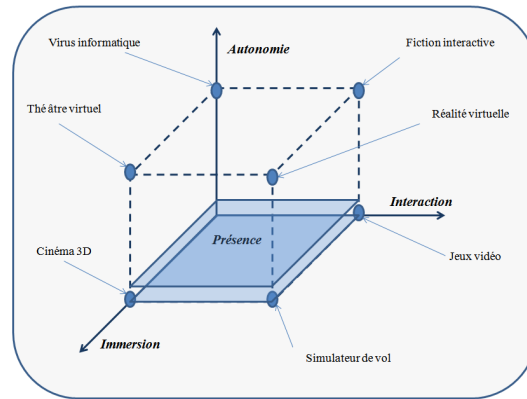 Virus informatique
Autonomie
Fiction interactive
Thé âtre virtuel
Réalité virtuelle
Interaction
Présence
Cinéma 3D
Jeux vidéo
Immersion
Simulateur de vol